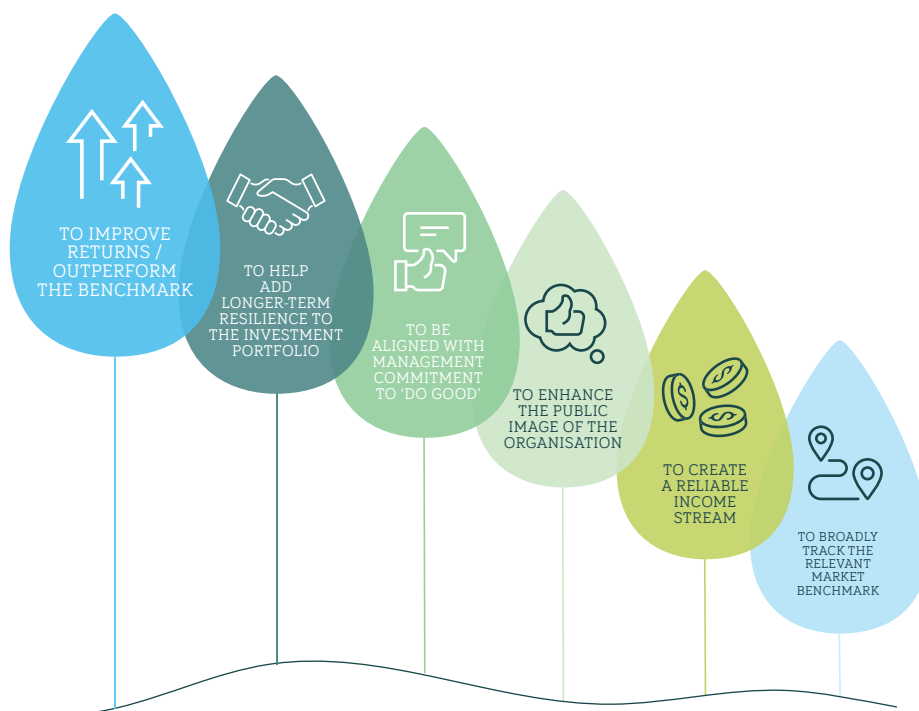 TO IMPROVE
RETURNS /
OUTPERFORM
THE BENCHMARK
TO HELP
ADD
LONGER-TERM
RESILIENCE TO
THE INVESTMENT
PORTFOLIO
TO BE
ALIGNED WITH
MANAGEMENT
COMMITMENT
TO ‘DO GOOD’
TO ENHANCE
THE PUBLIC
IMAGE OF THE
ORGANISATION
TO CREATE
A RELIABLE
INCOME
STREAM
TO BROADLY
TRACK THE
RELEVANT
MARKET
BENCHMARK